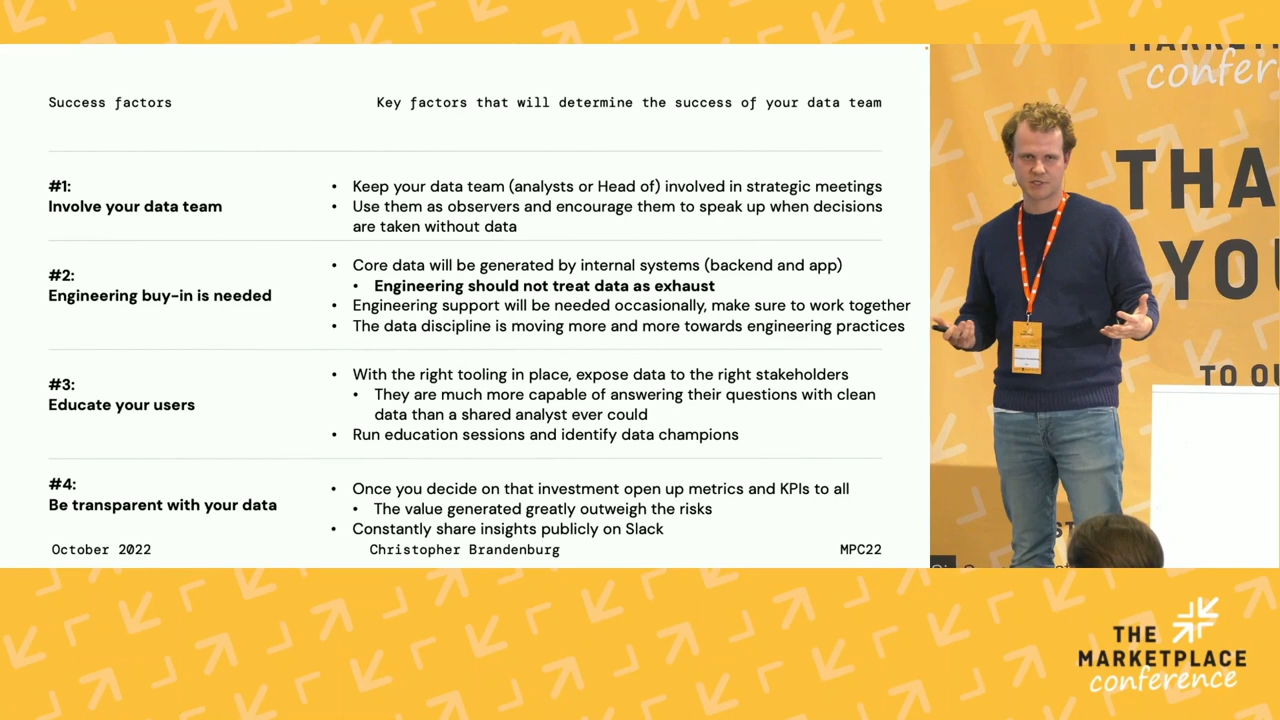 Success factors
Key factors that will determine the success of your data team
#1:
Involve your data team
• Keep your data team (analysts or Head of) involved in strategic meetings
• Use them as observers and encourage them to speak up when decisions
are taken without data
#2:
Engineering buy-in is needed
• Core data will be generated by internal systems (backend and app)
• Engineering should not treat data as exhaust
• Engineering support will be needed occasionally, make sure to work together
• The data discipline is moving more and more towards engineering practices
#3:
Educate your users
• With the right tooling in place, expose data to the right stakeholders
• They are much more capable of answering their questions with clean
data than a shared analyst ever could
• Run education sessions and identify data champions
#4:
Be transparent with your data
• Once you decide on that investment open up metrics and KPIs to all
• The value generated greatly outweigh the risks
• Constantly share insights publicly on Slack
October 2022
Christopher Brandenburg
MPC22
confer
THA
YOU
TO OU
THE
MARKETPLACE
conference